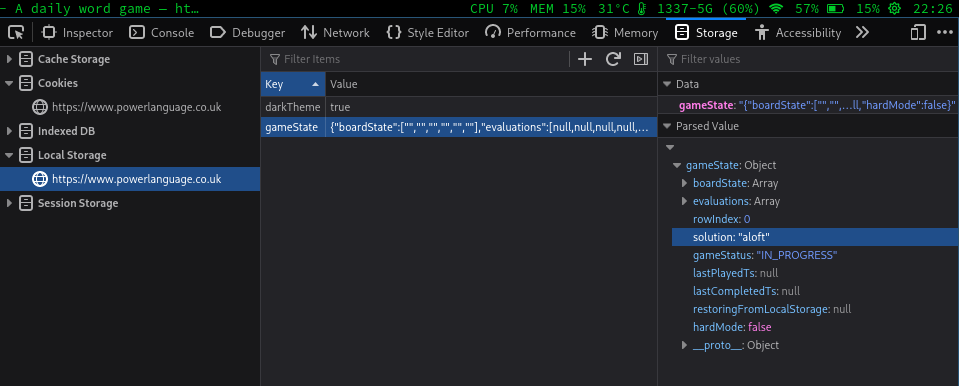 – A daily word game — ht… CPU 7% MEM 15% 31°C 1337-5G (60%) 57% 15% 22:26
Inspector Console Debugger Network Style Editor Performance Memory Storage Accessibility >> •••
Cache Storage
Cookies
https://www.powerlanguage.co.uk
Indexed DB
Local Storage
https://www.powerlanguage.co.uk
Session Storage
Filter Items
Key Value
darkTheme true
gameState {"boardState":["","","","","",""],"evaluations":[null,null,null,null,…
Filter values
Data
gameState: "{"boardState":["","",…ll,"hardMode":false}"
Parsed Value
gameState: Object
boardState: Array
evaluations: Array
rowIndex: 0
solution: "aloft"
gameStatus: "IN_PROGRESS"
lastPlayedTs: null
lastCompletedTs: null
restoringFromLocalStorage: null
hardMode: false
__proto__: Object